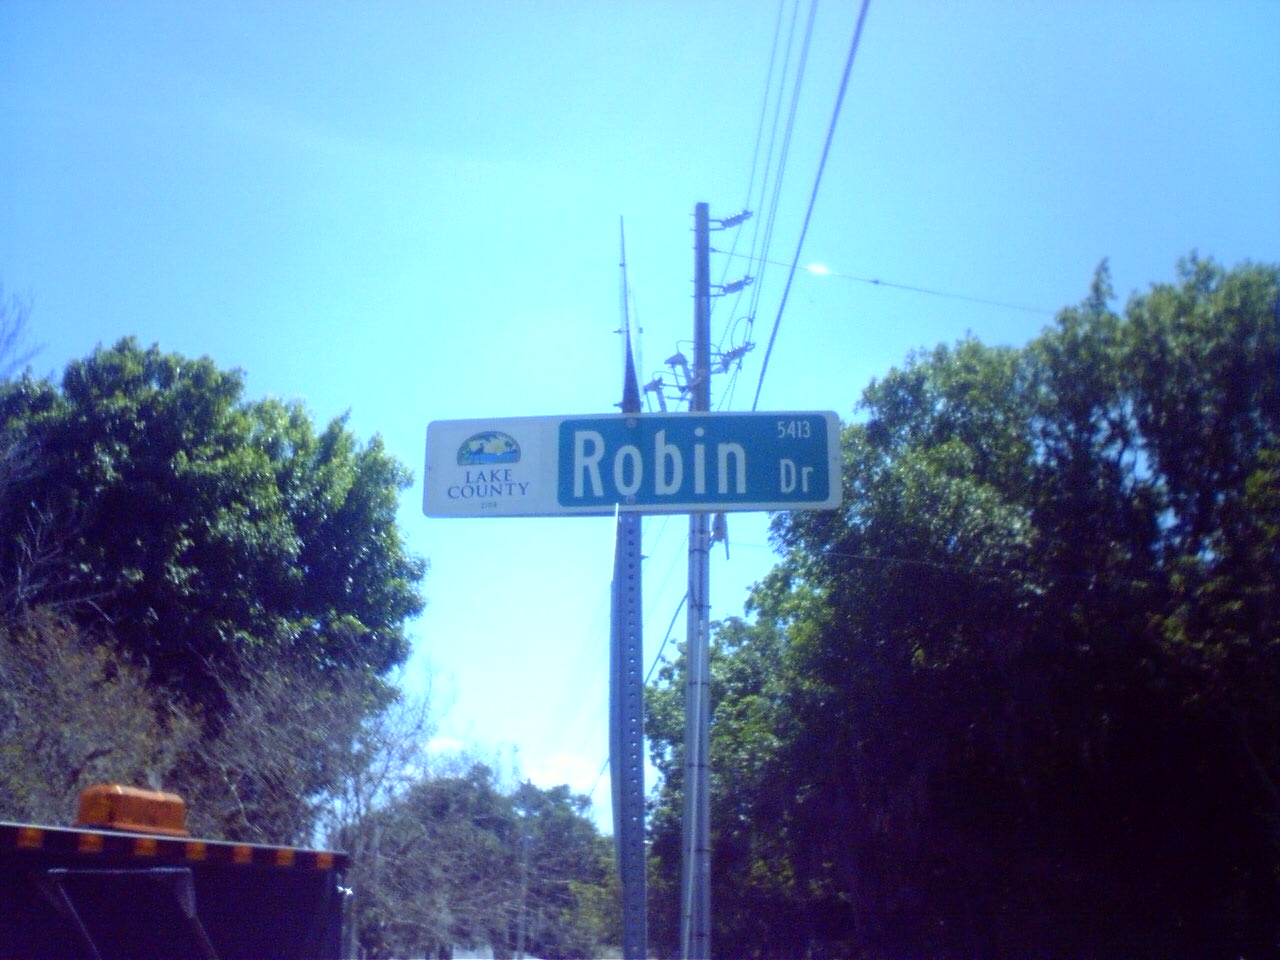 LAKE
COUNTY
Robin Dr
5413